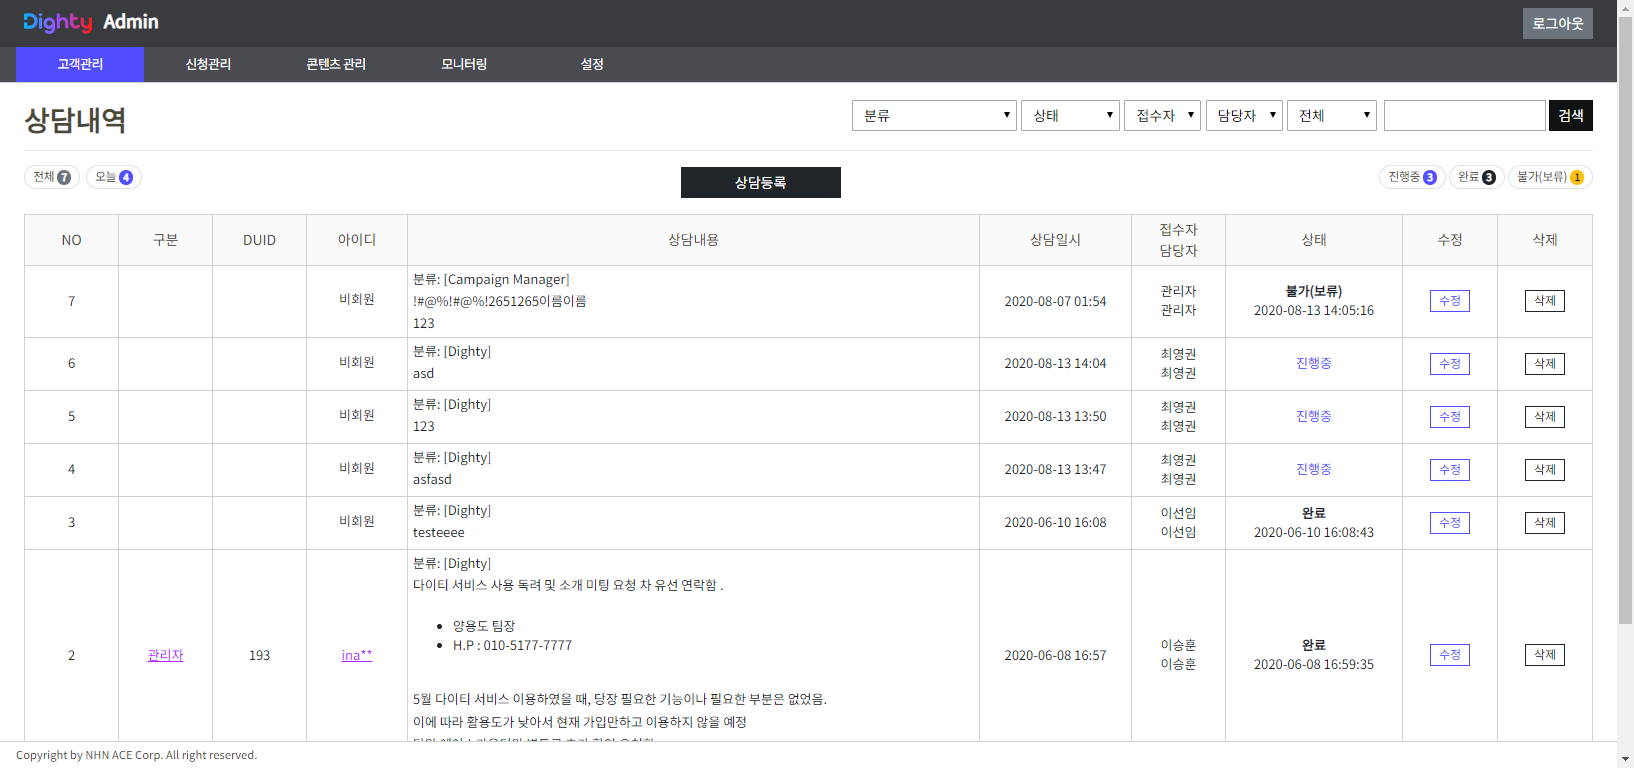 Dighty Admin
로그아웃
고객관리 신청관리 콘텐츠 관리 모니터링 설정
상담내역
분류 상태 접수자 담당자 전체 검색
전체 7 오늘 4
상담등록
진행중 3 완료 3 불가(보류) 1
NO 구분 DUID 아이디 상담내용 상담일시 접수자 담당자 상태 수정 삭제
7 비회원
분류: [Campaign Manager]
!#@%!#@%!2651265이름이름
123
2020-08-07 01:54
관리자
관리자
불가(보류)
2020-08-13 14:05:16
수정 삭제
6 비회원
분류: [Dighty]
asd
2020-08-13 14:04
최영권
최영권
진행중
수정 삭제
5 비회원
분류: [Dighty]
123
2020-08-13 13:50
최영권
최영권
진행중
수정 삭제
4 비회원
분류: [Dighty]
asfasd
2020-08-13 13:47
최영권
최영권
진행중
수정 삭제
3 비회원
분류: [Dighty]
testeeee
2020-06-10 16:08
이선임
이선임
완료
2020-06-10 16:08:43
수정 삭제
2 관리자 193 ina**
분류: [Dighty]
다이티 서비스 사용 독려 및 소개 미팅 요청 차 유선 연락함 .
양용도 팀장
H.P : 010-5177-7777
5월 다이티 서비스 이용하였을 때, 당장 필요한 기능이나 필요한 부분은 없었음.
이에 따라 활용도가 낮아서 현재 가입만하고 이용하지 않을 예정
2020-06-08 16:57
이승훈
이승훈
완료
2020-06-08 16:59:35
수정 삭제
Copyright by NHN ACE Corp. All right reserved.